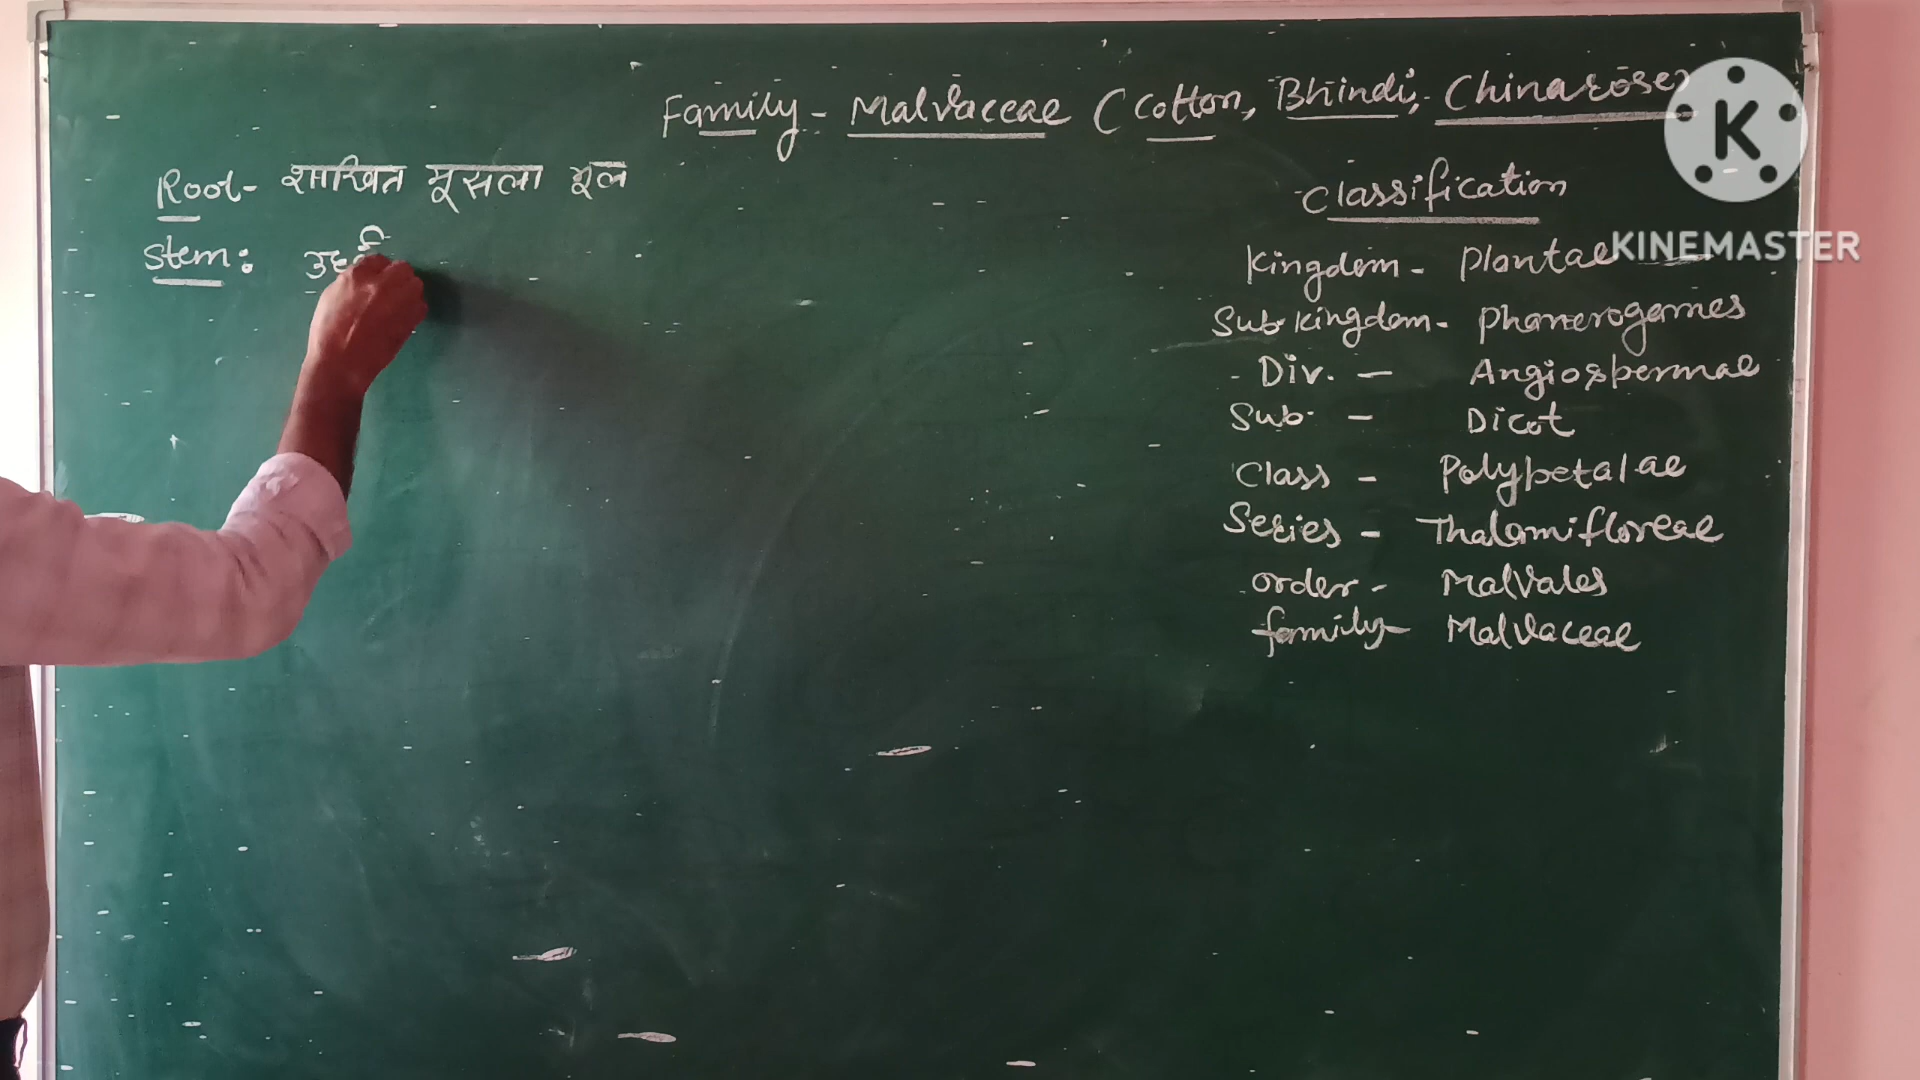 Family - Malvaceae (Cotton, Bhindi, Chinarose)
Root - शाखित मूसला मूल
Stem:
Classification
Kingdom - Plantae
Sub kingdom - Phanerogames
Div. - Angiospermae
Sub - Dicot
Class - Polypetalae
Series - Thalamifloreae
order - Malvales
family - Malvaceae
K
KINEMASTER